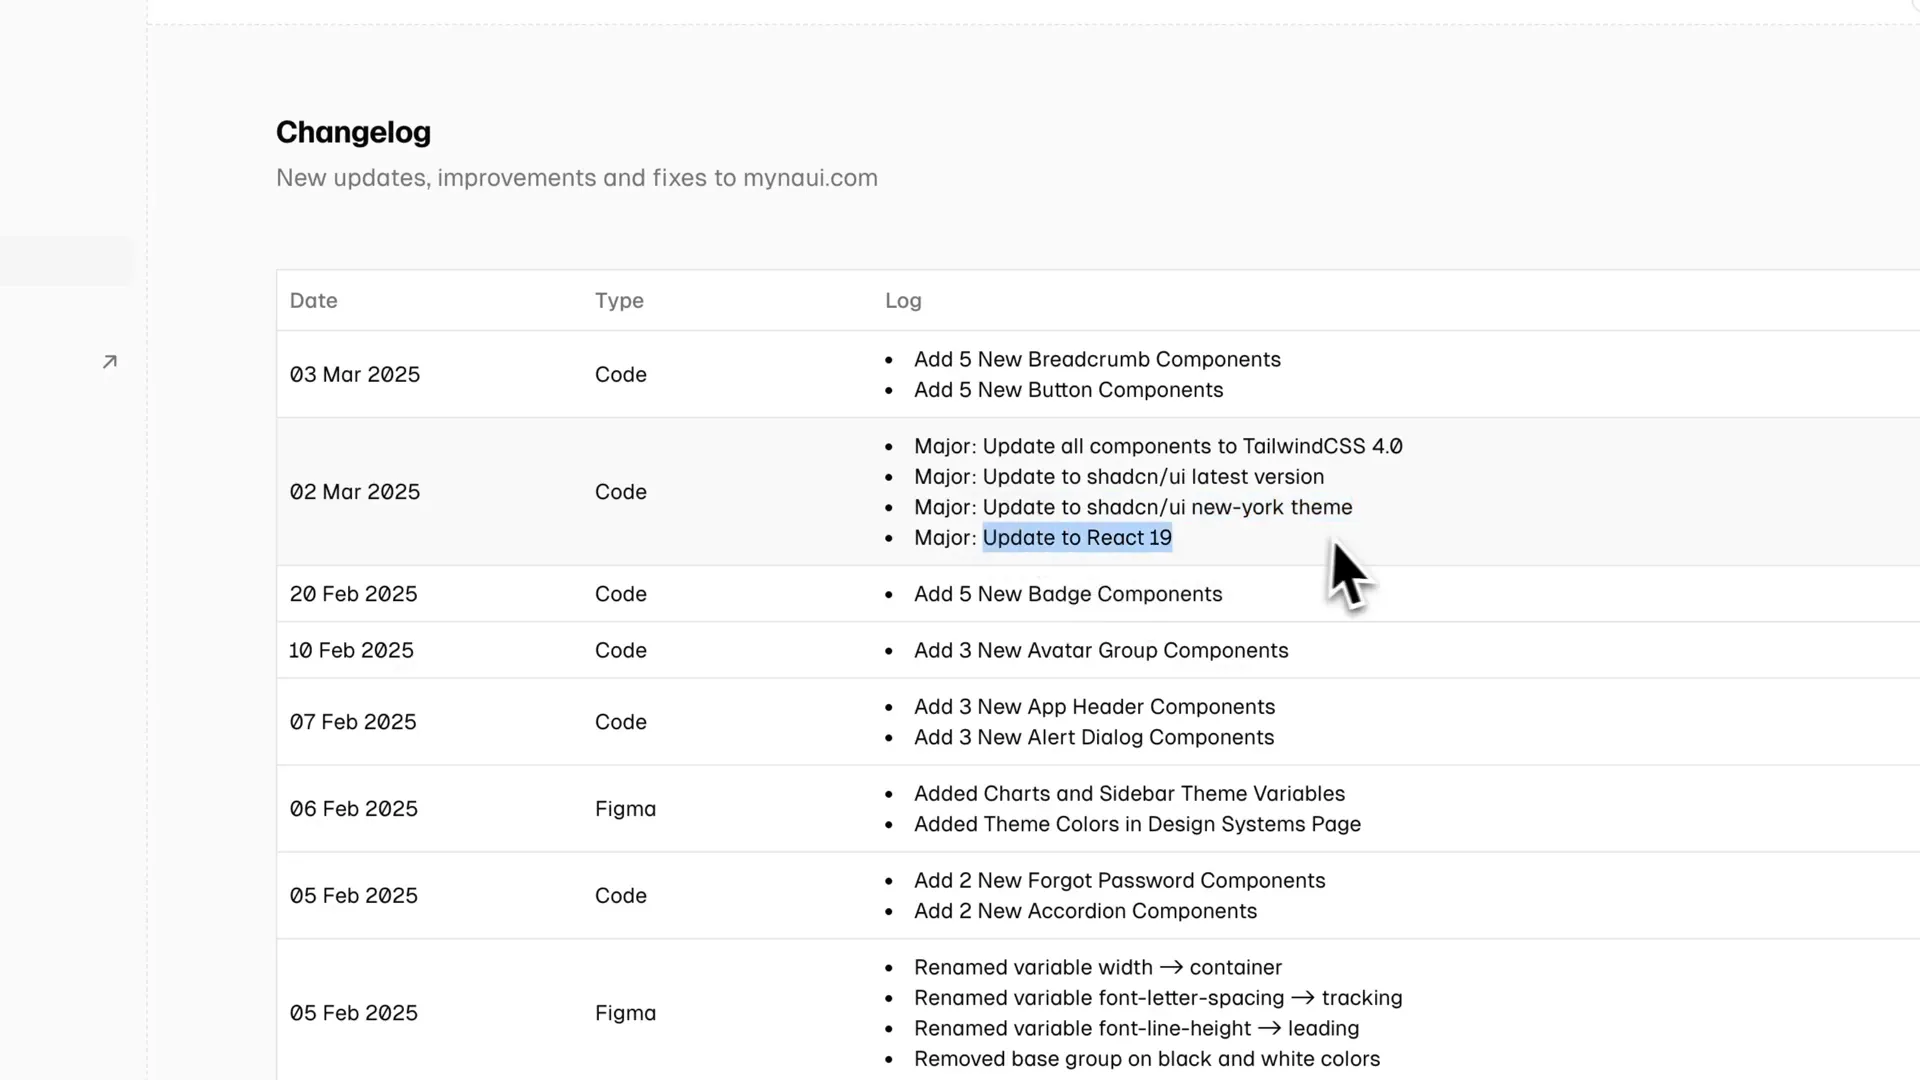 Changelog
New updates, improvements and fixes to mynaui.com
Date Type Log
03 Mar 2025 Code
• Add 5 New Breadcrumb Components
• Add 5 New Button Components
02 Mar 2025 Code
• Major: Update all components to TailwindCSS 4.0
• Major: Update to shadcn/ui latest version
• Major: Update to shadcn/ui new-york theme
• Major: Update to React 19
20 Feb 2025 Code • Add 5 New Badge Components
10 Feb 2025 Code • Add 3 New Avatar Group Components
07 Feb 2025 Code
• Add 3 New App Header Components
• Add 3 New Alert Dialog Components
06 Feb 2025 Figma
• Added Charts and Sidebar Theme Variables
• Added Theme Colors in Design Systems Page
05 Feb 2025 Code
• Add 2 New Forgot Password Components
• Add 2 New Accordion Components
05 Feb 2025 Figma
• Renamed variable width → container
• Renamed variable font-letter-spacing → tracking
• Renamed variable font-line-height → leading
• Removed base group on black and white colors